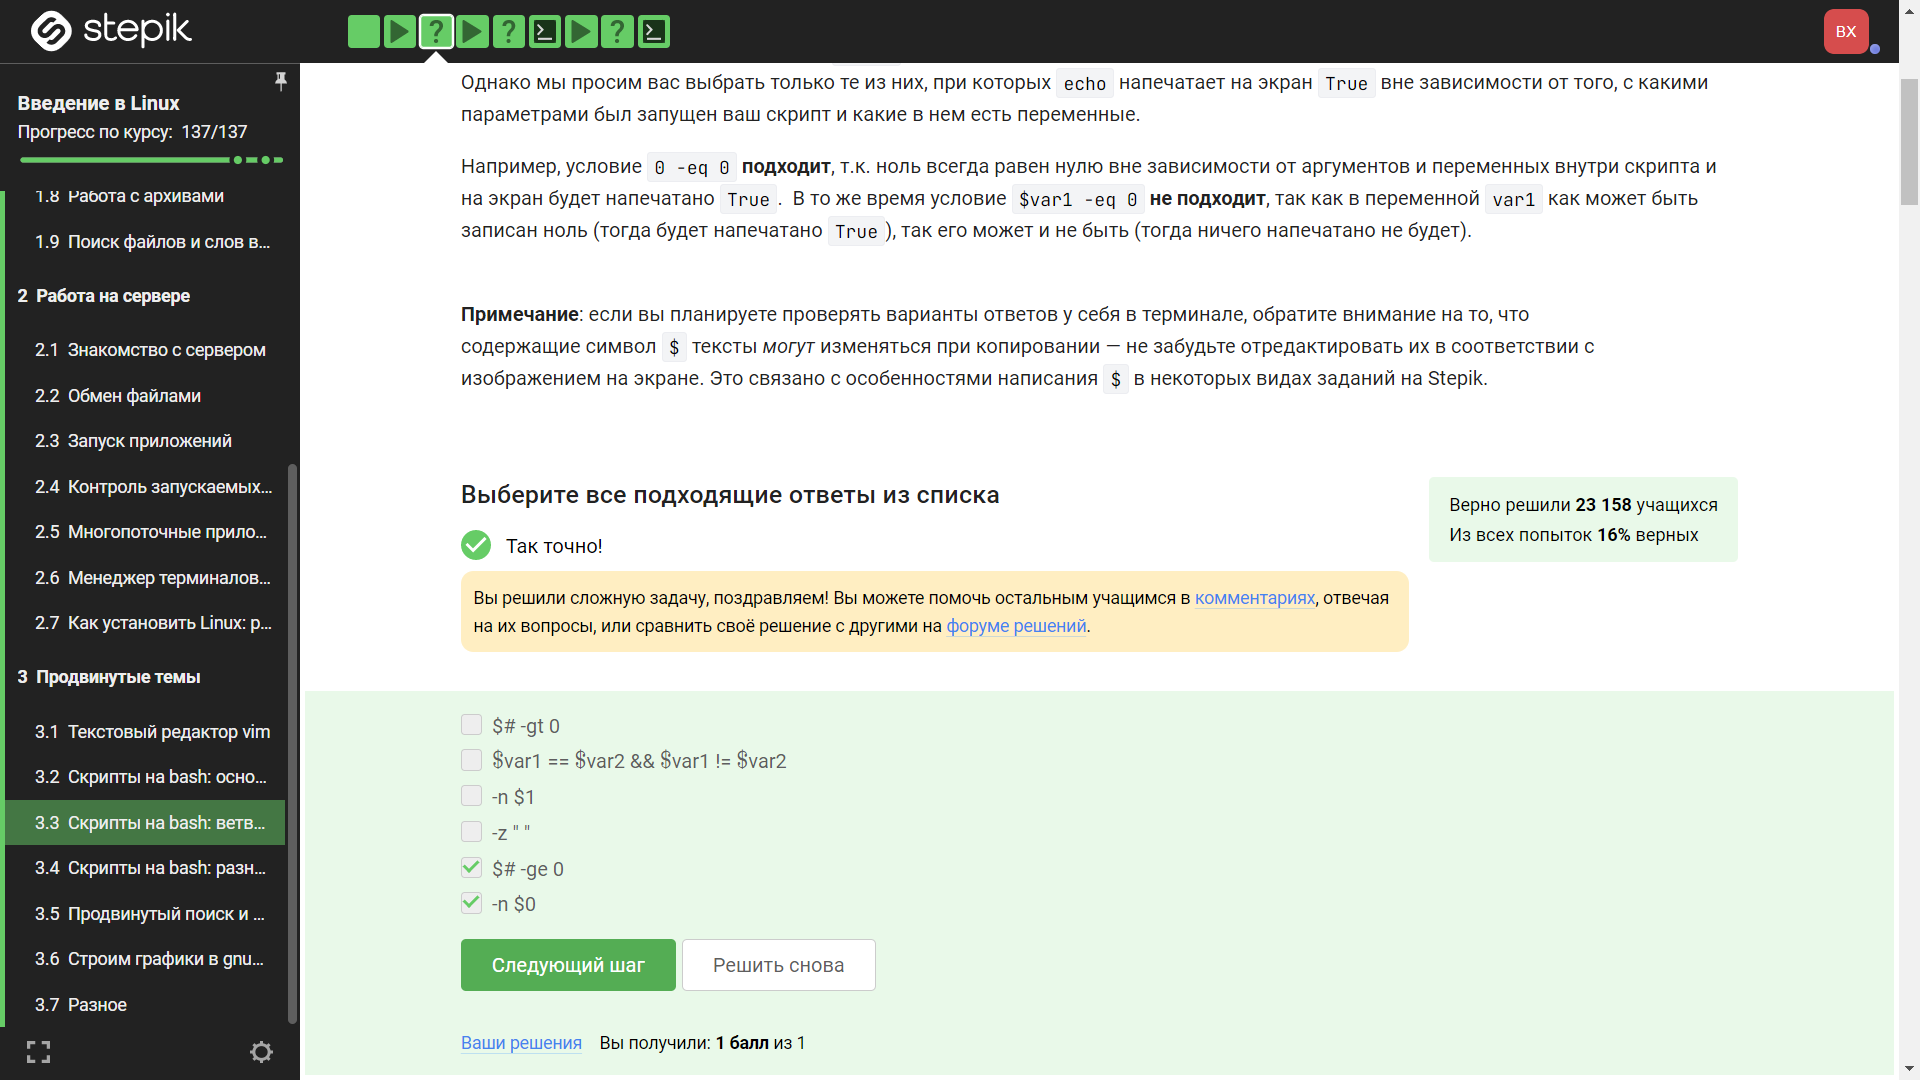 stepik
? ? ?
BX
Введение в Linux
Прогресс по курсу: 137/137
1.8 Работа с архивами
1.9 Поиск файлов и слов в...
2 Работа на сервере
2.1 Знакомство с сервером
2.2 Обмен файлами
2.3 Запуск приложений
2.4 Контроль запускаемых...
2.5 Многопоточные прило...
2.6 Менеджер терминалов...
2.7 Как установить Linux: р...
3 Продвинутые темы
3.1 Текстовый редактор vim
3.2 Скрипты на bash: осно...
3.3 Скрипты на bash: ветв...
3.4 Скрипты на bash: разн...
3.5 Продвинутый поиск и ...
3.6 Строим графики в gnu...
3.7 Разное
Однако мы просим вас выбрать только те из них, при которых echo напечатает на экран True вне зависимости от того, с какими
параметрами был запущен ваш скрипт и какие в нем есть переменные.
Например, условие 0 -eq 0 подходит, т.к. ноль всегда равен нулю вне зависимости от аргументов и переменных внутри скрипта и
на экран будет напечатано True . В то же время условие $var1 -eq 0 не подходит, так как в переменной var1 как может быть
записан ноль (тогда будет напечатано True ), так его может и не быть (тогда ничего напечатано не будет).
Примечание: если вы планируете проверять варианты ответов у себя в терминале, обратите внимание на то, что
содержащие символ $ тексты могут изменяться при копировании — не забудьте отредактировать их в соответствии с
изображением на экране. Это связано с особенностями написания $ в некоторых видах заданий на Stepik.
Выберите все подходящие ответы из списка
Верно решили 23 158 учащихся
Из всех попыток 16% верных
Так точно!
Вы решили сложную задачу, поздравляем! Вы можете помочь остальным учащимся в комментариях, отвечая
на их вопросы, или сравнить своё решение с другими на форуме решений.
$# -gt 0
$var1 == $var2 && $var1 != $var2
-n $1
-z " "
$# -ge 0
-n $0
Следующий шаг
Решить снова
Ваши решения Вы получили: 1 балл из 1